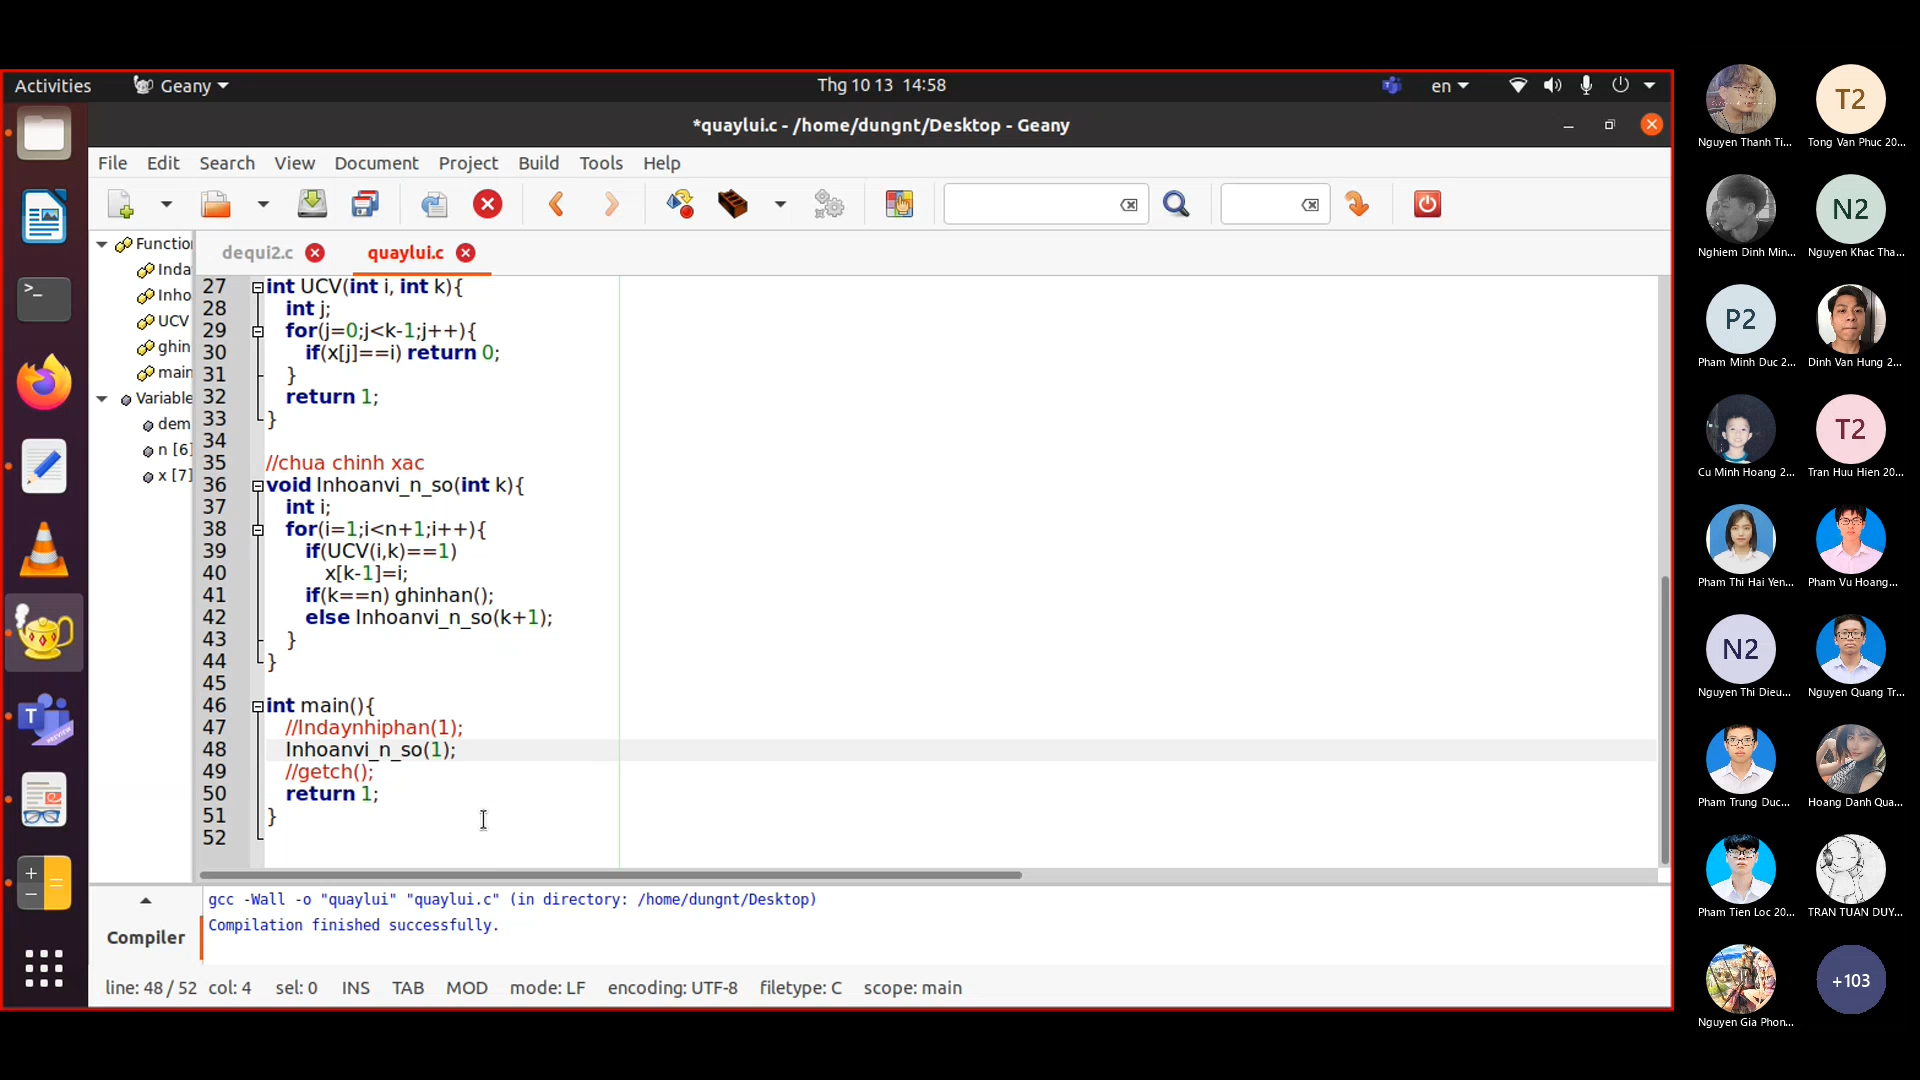 Activities
Geany
Thg 10 13 14:58
en
*quaylui.c - /home/dungnt/Desktop - Geany
File Edit Search View Document Project Build Tools Help
Functio
Inda
Inho
UCV
ghin
main
Variable
dem
n [6]
x [7]
dequi2.c
quaylui.c
27 int UCV(int i, int k){
28 int j;
29 for(j=0;j<k-1;j++){
30 if(x[j]==i) return 0;
31 }
32 return 1;
33 }
34
35 //chua chinh xac
36 void Inhoanvi_n_so(int k){
37 int i;
38 for(i=1;i<n+1;i++){
39 if(UCV(i,k)==1)
40 x[k-1]=i;
41 if(k==n) ghinhan();
42 else Inhoanvi_n_so(k+1);
43 }
44 }
45
46 int main(){
47 //Indaynhiphan(1);
48 Inhoanvi_n_so(1);
49 //getch();
50 return 1;
51 }
52
Compiler
gcc -Wall -o "quaylui" "quaylui.c" (in directory: /home/dungnt/Desktop)
Compilation finished successfully.
line: 48 / 52 col: 4 sel: 0 INS TAB MOD mode: LF encoding: UTF-8 filetype: C scope: main
T
PREVIEW
T2
Nguyen Thanh Ti... Tong Van Phuc 20...
N2
Nghiem Dinh Min... Nguyen Khac Tha...
P2
Pham Minh Duc 2... Dinh Van Hung 2...
T2
Cu Minh Hoang 2... Tran Huu Hien 20...
Pham Thi Hai Yen... Pham Vu Hoang...
N2
Nguyen Thi Dieu... Nguyen Quang Tr...
Pham Trung Duc... Hoang Danh Qua...
Pham Tien Loc 20... TRAN TUAN DUY...
+103
Nguyen Gia Phon...